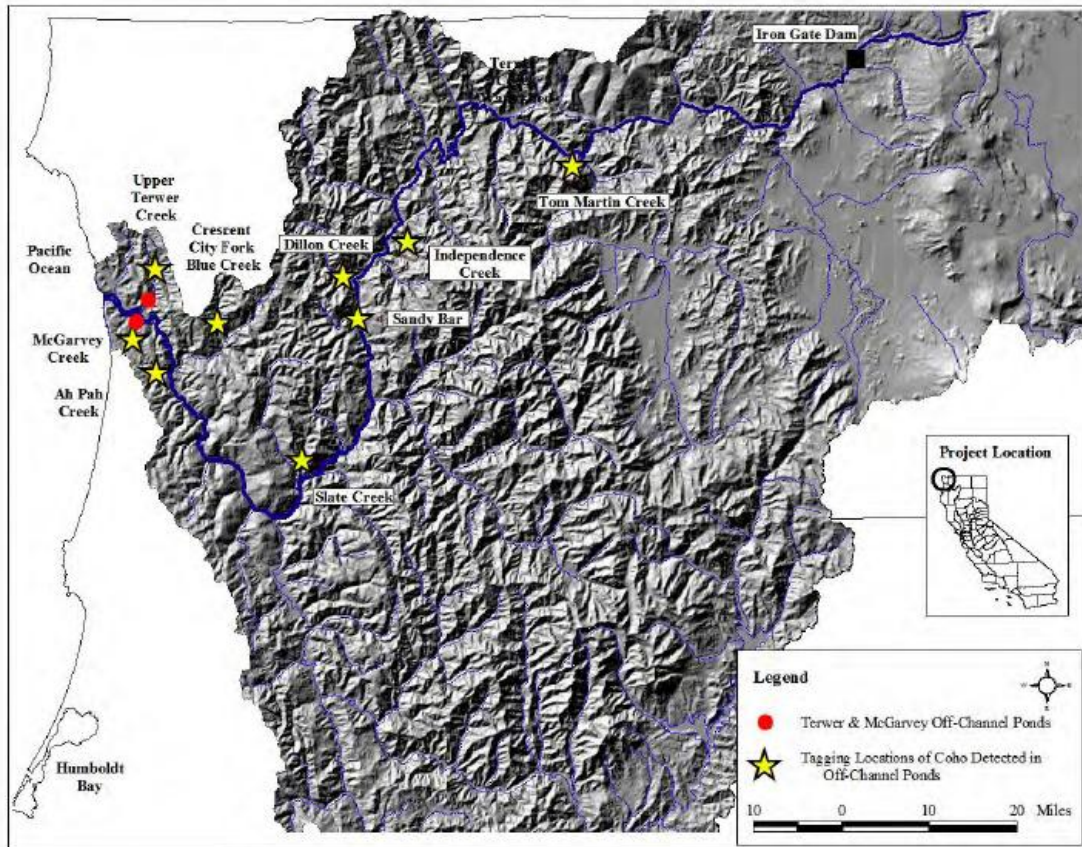 Iron Gate Dam
Upper
Terwer
Creek
Crescent
City Fork
Blue Creek
Pacific
Ocean
Tom Martin Creek
Dillon Creek
Independence
Creek
Sandy Bar
McGarvey
Creek
Ah Pah
Creek
Slate Creek
Project Location
Humboldt
Bay
Legend
N
W
E
S
Terwer & McGarvey Off-Channel Ponds
Tagging Locations of Coho Detected in
Off-Channel Ponds
10 0 10 20 Miles